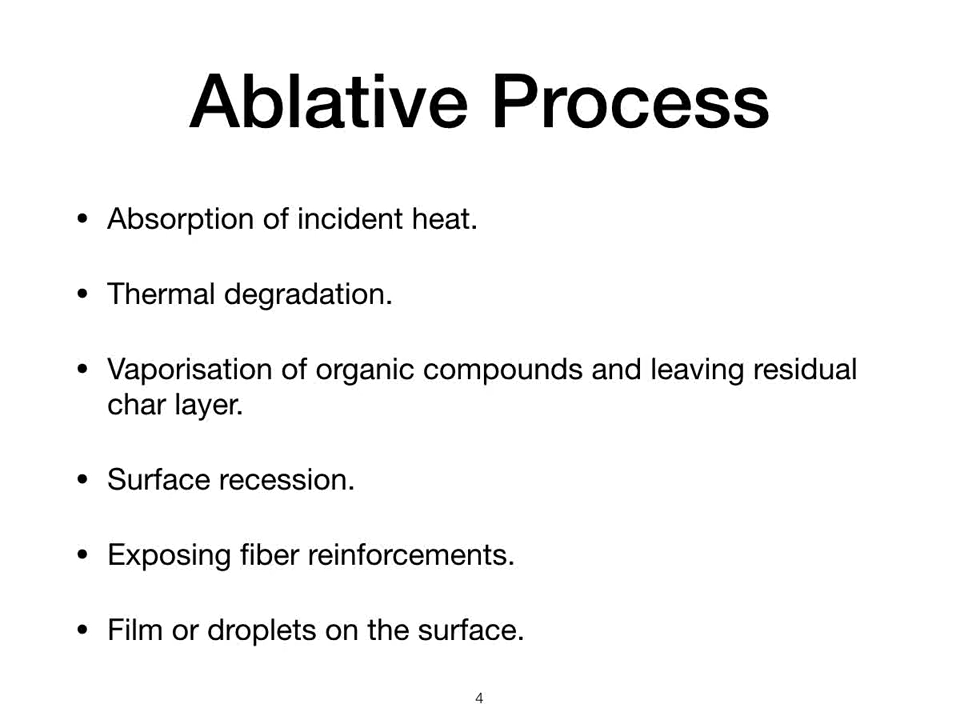 Ablative Process
• Absorption of incident heat.
• Thermal degradation.
• Vaporisation of organic compounds and leaving residual
char layer.
• Surface recession.
• Exposing fiber reinforcements.
• Film or droplets on the surface.
4